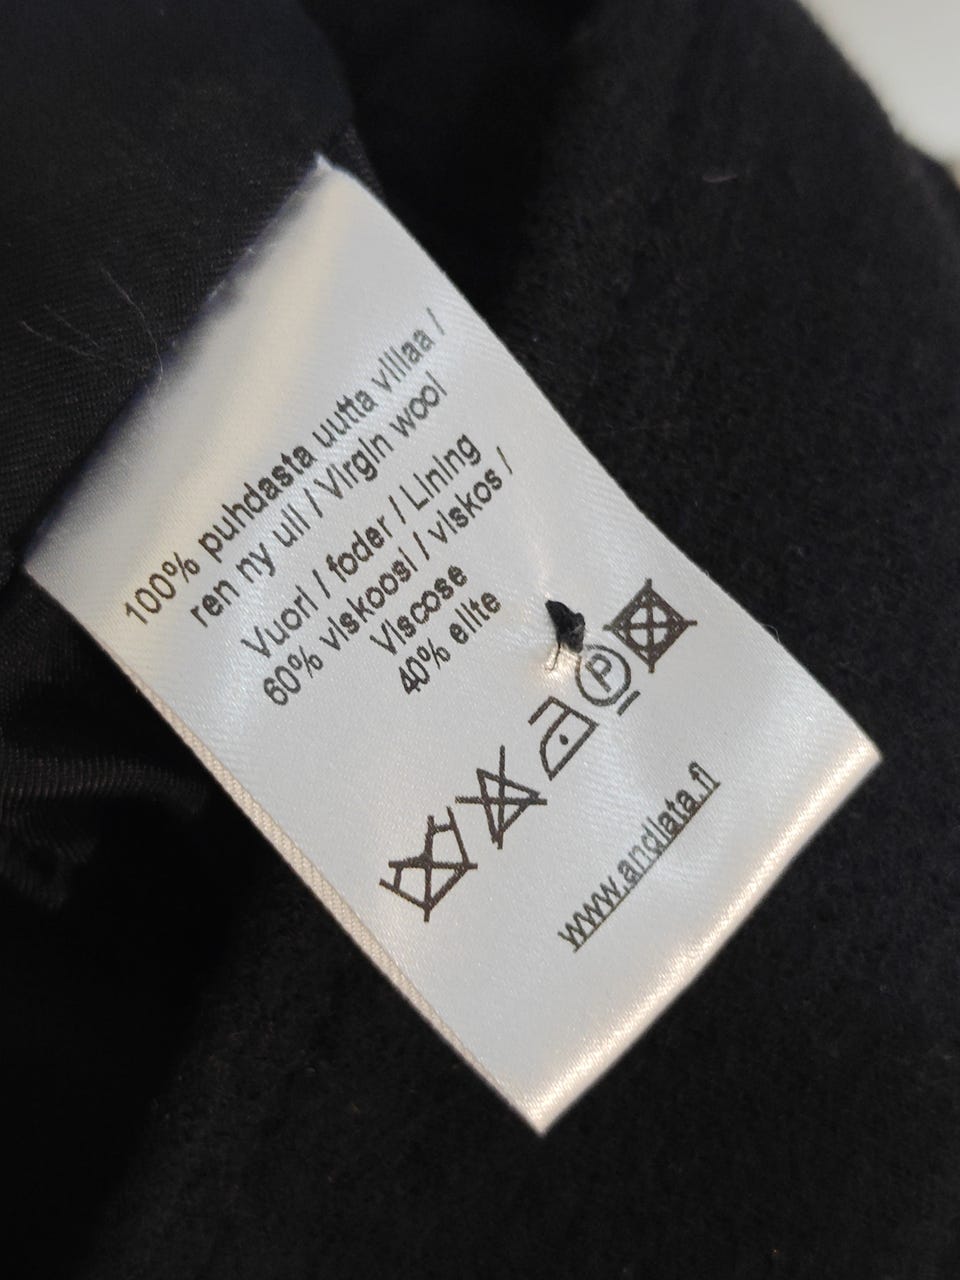 100% puhdasta uutta villaa /
ren ny ull / Virgin wool
Vuori / foder / Lining
60% viskoosi / viskos /
Viscose
40% elite
P
www.andiata.fi